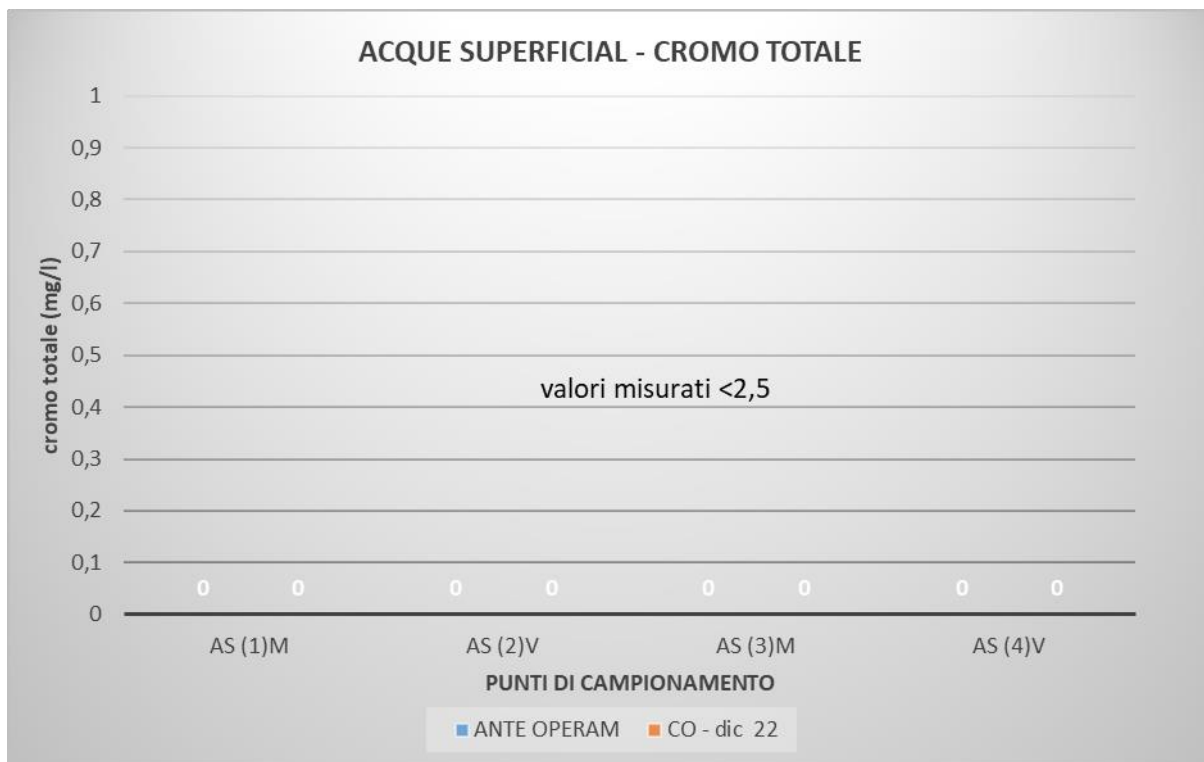 ACQUE SUPERFICIAL - CROMO TOTALE
cromo totale (mg/l)
1
0,9
0,8
0,7
0,6
0,5
0,4
0,3
0,2
0,1
0
valori misurati <2,5
0 0 0 0 0 0 0 0
AS (1)M AS (2)V AS (3)M AS (4)V
PUNTI DI CAMPIONAMENTO
ANTE OPERAM CO - dic 22